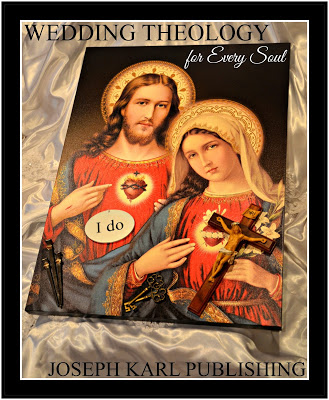 WEDDING THEOLOGY
for Every Soul
I do
JOSEPH KARL PUBLISHING